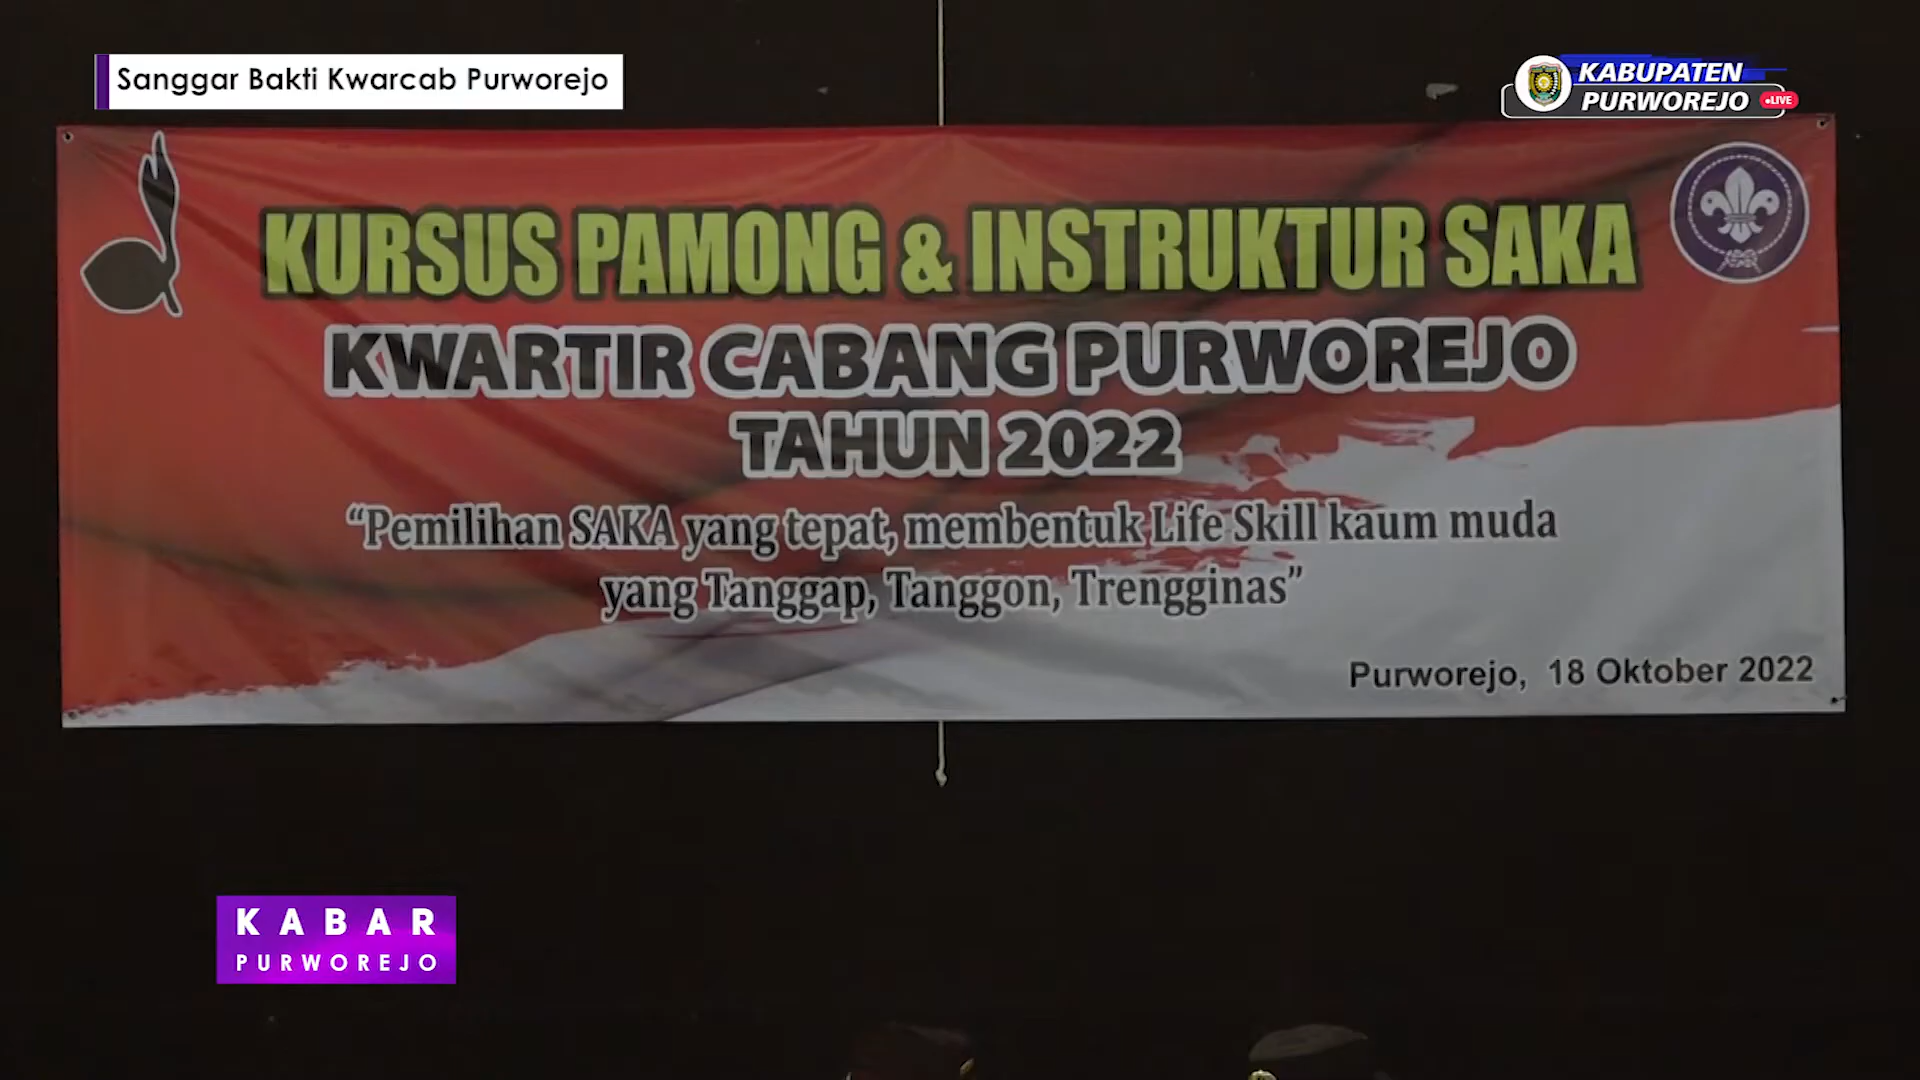 Sanggar Bakti Kwarcab Purworejo
KABUPATEN
PURWOREJO
LIVE
KURSUS PAMONG & INSTRUKTUR SAKA
KWARTIR CABANG PURWOREJO
TAHUN 2022
“Pemilihan SAKA yang tepat, membentuk Life Skill kaum muda
yang Tanggap, Tanggon, Trengginas”
Purworejo, 18 Oktober 2022
KABAR
PURWOREJO